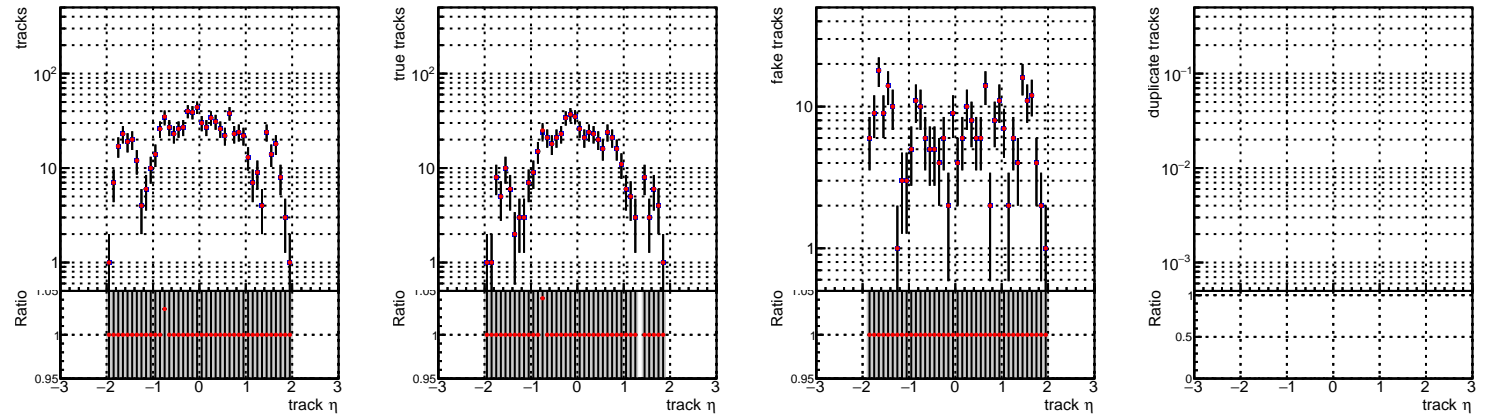 tracks
10²
10
1
Ratio
1.05
1
0.95
−3 −2 −1 0 1 2 3
track η
true tracks
10²
10
1
Ratio
1.05
1
0.95
−3 −2 −1 0 1 2 3
track η
fake tracks
10
1
Ratio
1.05
1
0.95
−3 −2 −1 0 1 2 3
track η
duplicate tracks
10⁻¹
10⁻²
10⁻³
Ratio
1
0.5
0
−3 −2 −1 0 1 2 3
track η